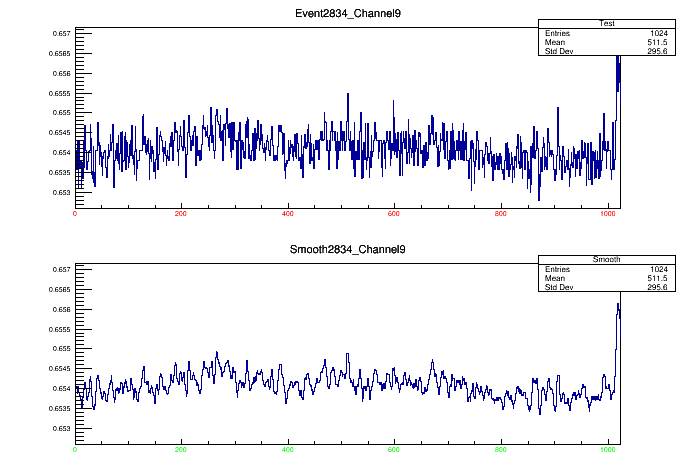 Event2834_Channel9
Test
Entries 1024
Mean 511.5
Std Dev 295.6
0.657
0.6565
0.656
0.6555
0.655
0.6545
0.654
0.6535
0.653
0 200 400 600 800 1000
Smooth2834_Channel9
Smooth
Entries 1024
Mean 511.5
Std Dev 295.6
0.657
0.6565
0.656
0.6555
0.655
0.6545
0.654
0.6535
0.653
0 200 400 600 800 1000